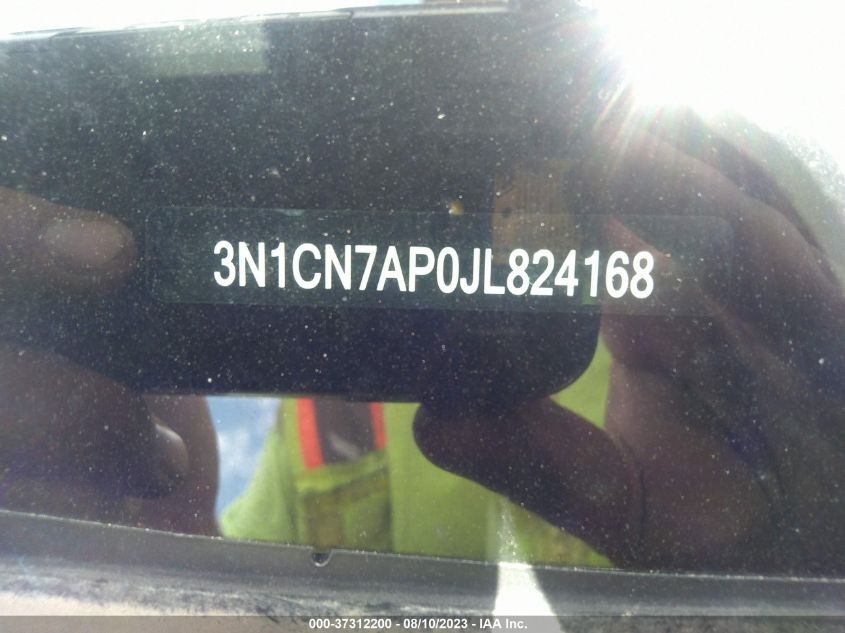 3N1CN7AP0JL824168
000-37312200 - 08/10/2023 - IAA Inc.